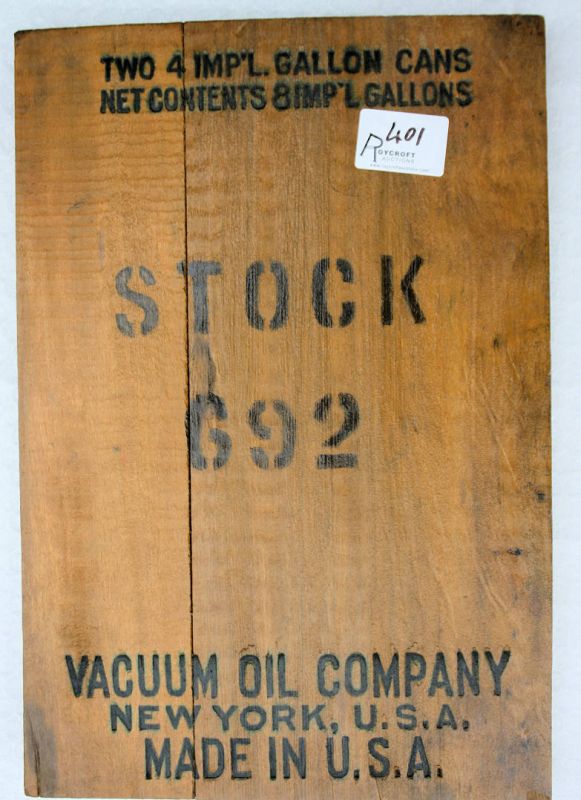 TWO 4 IMP'L. GALLON CANS
NET CONTENTS 8 IMP'L GALLONS
401
ROYCROFT
AUCTIONS
STOCK
692
VACUUM OIL COMPANY
NEW YORK, U.S.A.
MADE IN U.S.A.